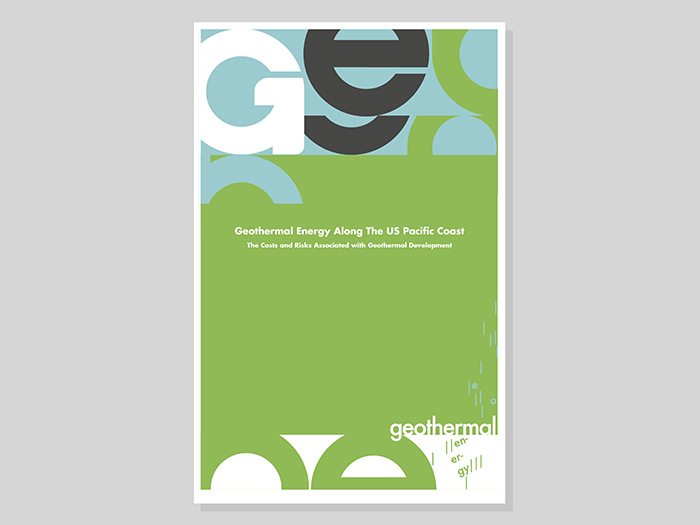 Ge
Geothermal Energy Along The US Pacific Coast
The Costs and Risks Associated with Geothermal Development
e
o
geothermal
en-
er-
gy
e